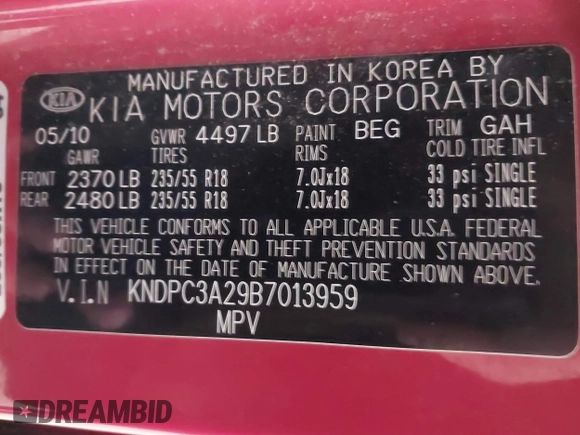 MANUFACTURED IN KOREA BY
KIA KIA MOTORS CORPORATION
05/10 GVWR 4497 LB PAINT BEG TRIM GAH
GAWR TIRES RIMS COLD TIRE INFL
FRONT 2370 LB 235/55 R18 7.0Jx18 33 psi SINGLE
REAR 2480 LB 235/55 R18 7.0Jx18 33 psi SINGLE
THIS VEHICLE CONFORMS TO ALL APPLICABLE U.S.A. FEDERAL
MOTOR VEHICLE SAFETY AND THEFT PREVENTION STANDARDS
IN EFFECT ON THE DATE OF MANUFACTURE SHOWN ABOVE.
V.I.N KNDPC3A29B7013959
MPV
DREAMBID